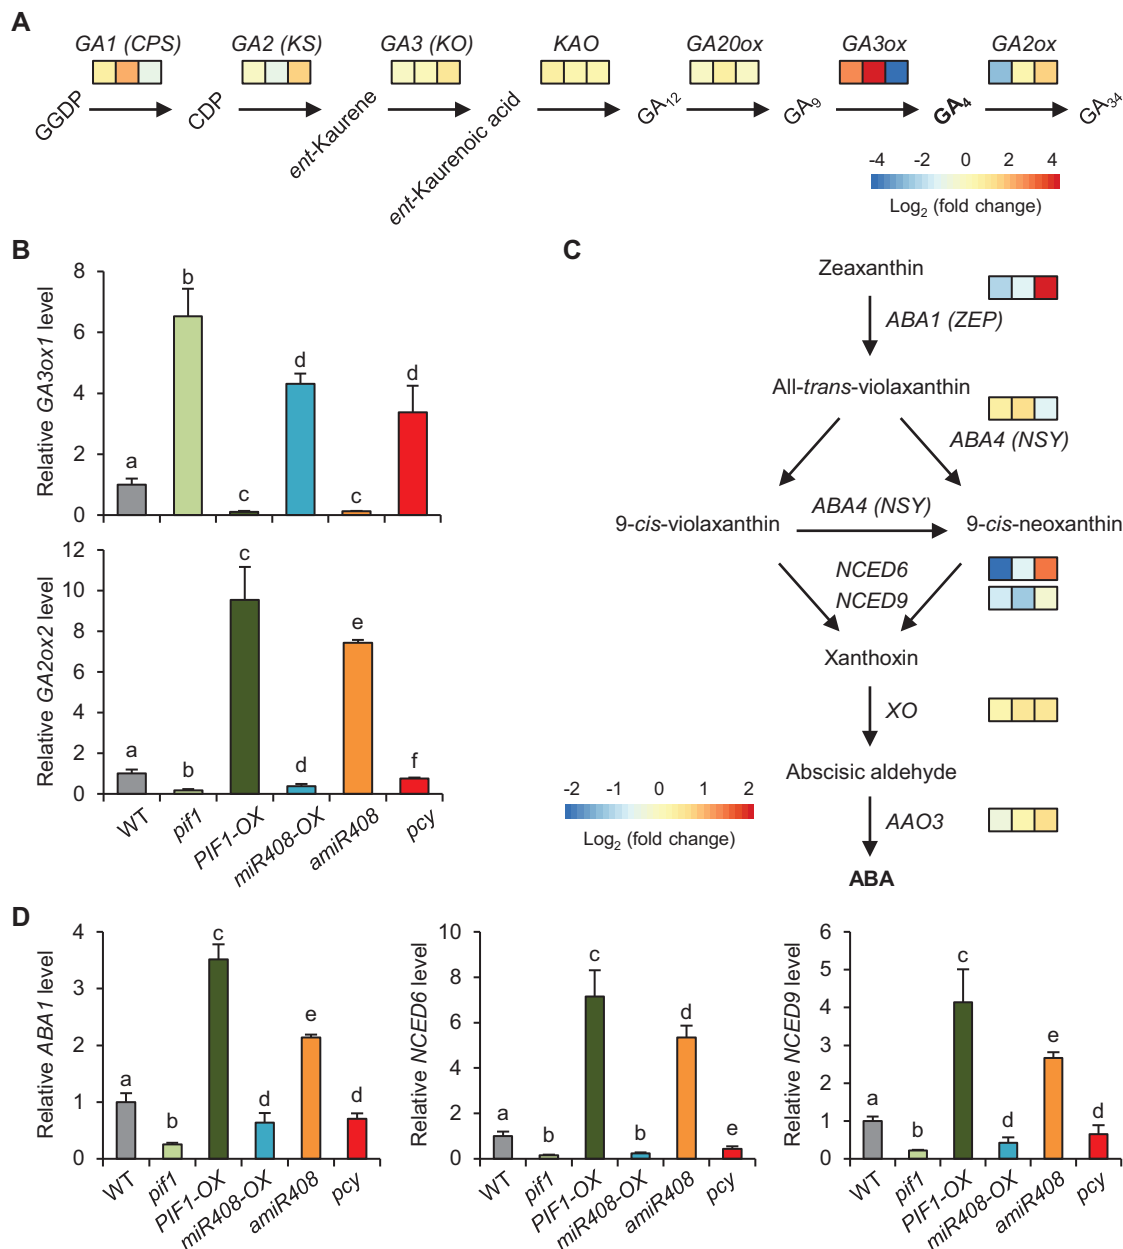 A
GA1 (CPS) GA2 (KS) GA3 (KO) KAO GA20ox GA3ox GA2ox
GGDP CDP ent-Kaurene ent-Kaurenoic acid GA12 GA9 GA4 GA34
-4 -2 0 2 4
Log2 (fold change)
B
Relative GA3ox1 level
8
6
4
2
0
a b c d c d
Relative GA2ox2 level
12
10
8
6
4
2
0
a b c d e f
WT pif1 PIF1-OX miR408-OX amiR408 pcy
C
Zeaxanthin
ABA1 (ZEP)
All-trans-violaxanthin
ABA4 (NSY)
ABA4 (NSY)
9-cis-violaxanthin 9-cis-neoxanthin
NCED6
NCED9
Xanthoxin
XO
Abscisic aldehyde
AAO3
ABA
-2 -1 0 1 2
Log2 (fold change)
D
Relative ABA1 level
4
3
2
1
0
a b c d e d
WT pif1 PIF1-OX miR408-OX amiR408 pcy
Relative NCED6 level
10
8
6
4
2
0
a b c b d e
WT pif1 PIF1-OX miR408-OX amiR408 pcy
Relative NCED9 level
6
5
4
3
2
1
0
a b c d e d
WT pif1 PIF1-OX miR408-OX amiR408 pcy